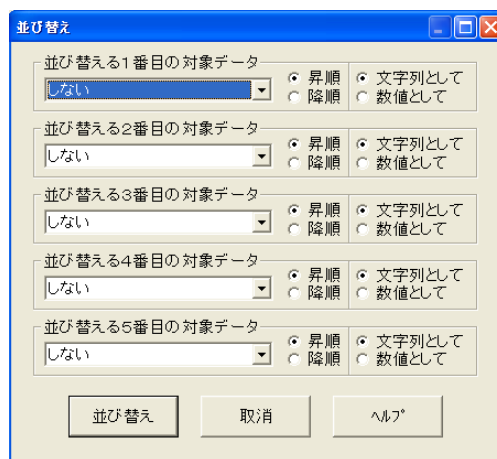 並び替え
並び替える１番目の対象データ
しない
昇順
降順
文字列として
数値として
並び替える２番目の対象データ
しない
昇順
降順
文字列として
数値として
並び替える３番目の対象データ
しない
昇順
降順
文字列として
数値として
並び替える４番目の対象データ
しない
昇順
降順
文字列として
数値として
並び替える５番目の対象データ
しない
昇順
降順
文字列として
数値として
並び替え
取消
ﾍﾙﾌﾟ